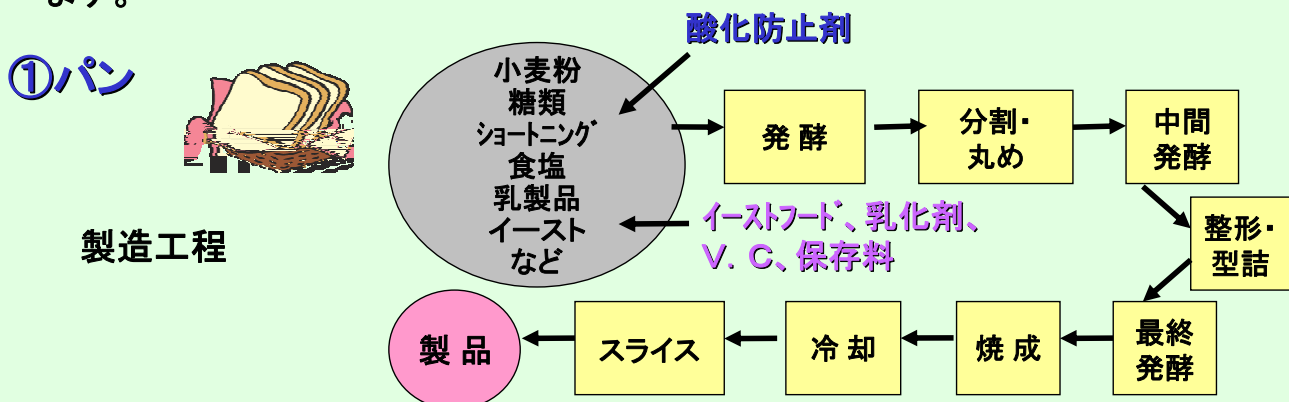 ます。
①パン
酸化防止剤
小麦粉
糖類
ショートニング
食塩
乳製品
イースト
など
イーストフード、乳化剤、
V.C、保存料
製造工程
発酵
分割・
丸め
中間
発酵
整形・
型詰
最終
発酵
焼成
冷却
スライス
製品